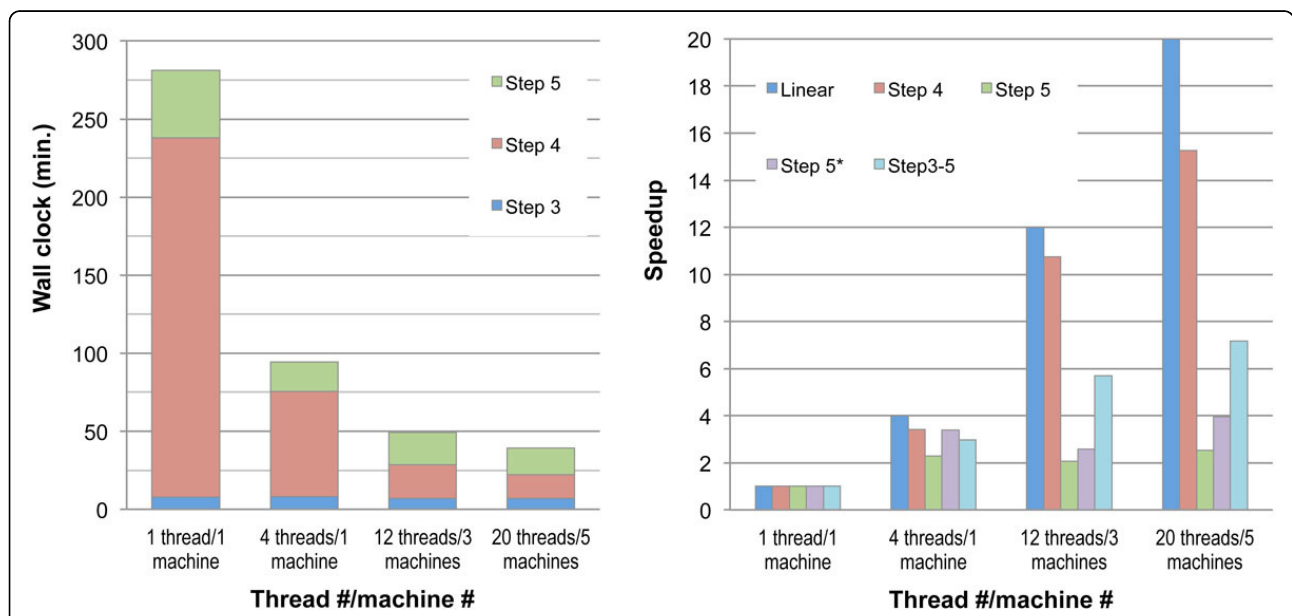 300
250
200
150
100
50
0
Wall clock (min.)
Step 5
Step 4
Step 3
1 thread/1
machine
4 threads/1
machine
12 threads/3
machines
20 threads/5
machines
Thread #/machine #
20
18
16
14
12
10
8
6
4
2
0
Speedup
Linear
Step 4
Step 5
Step 5*
Step3-5
1 thread/1
machine
4 threads/1
machine
12 threads/3
machines
20 threads/5
machines
Thread #/machine #